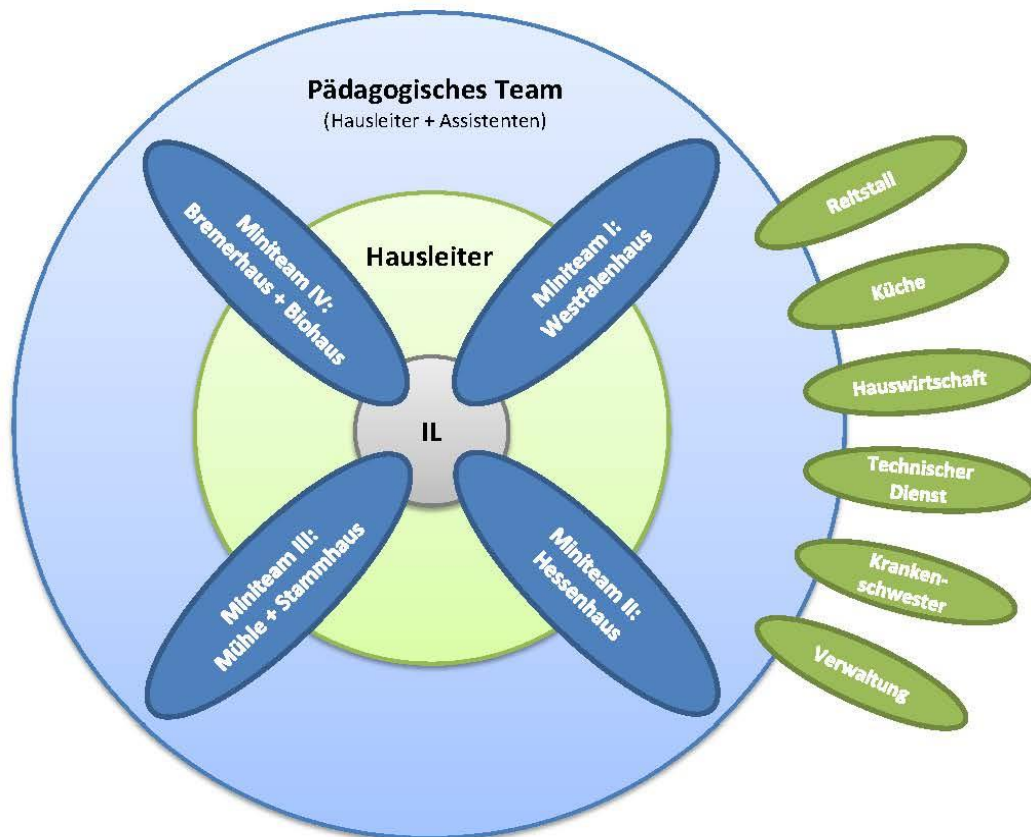 Pädagogisches Team
(Hausleiter + Assistenten)
Miniteam IV:
Bremerhaus + Biohaus
Hausleiter
Miniteam I:
Westfalenhaus
IL
Miniteam III:
Mühle + Stammhaus
Miniteam II:
Hessenhaus
Reitstall
Küche
Hauswirtschaft
Technischer
Dienst
Kranken-
schwester
Verwaltung